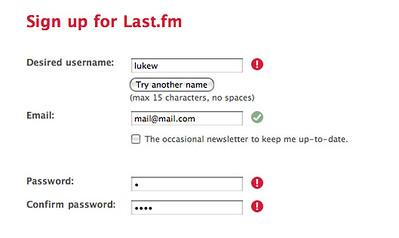 Sign up for Last.fm
Desired username: lukew
Try another name
(max 15 characters, no spaces)
Email: mail@mail.com
The occasional newsletter to keep me up-to-date.
Password: •
Confirm password: ••••